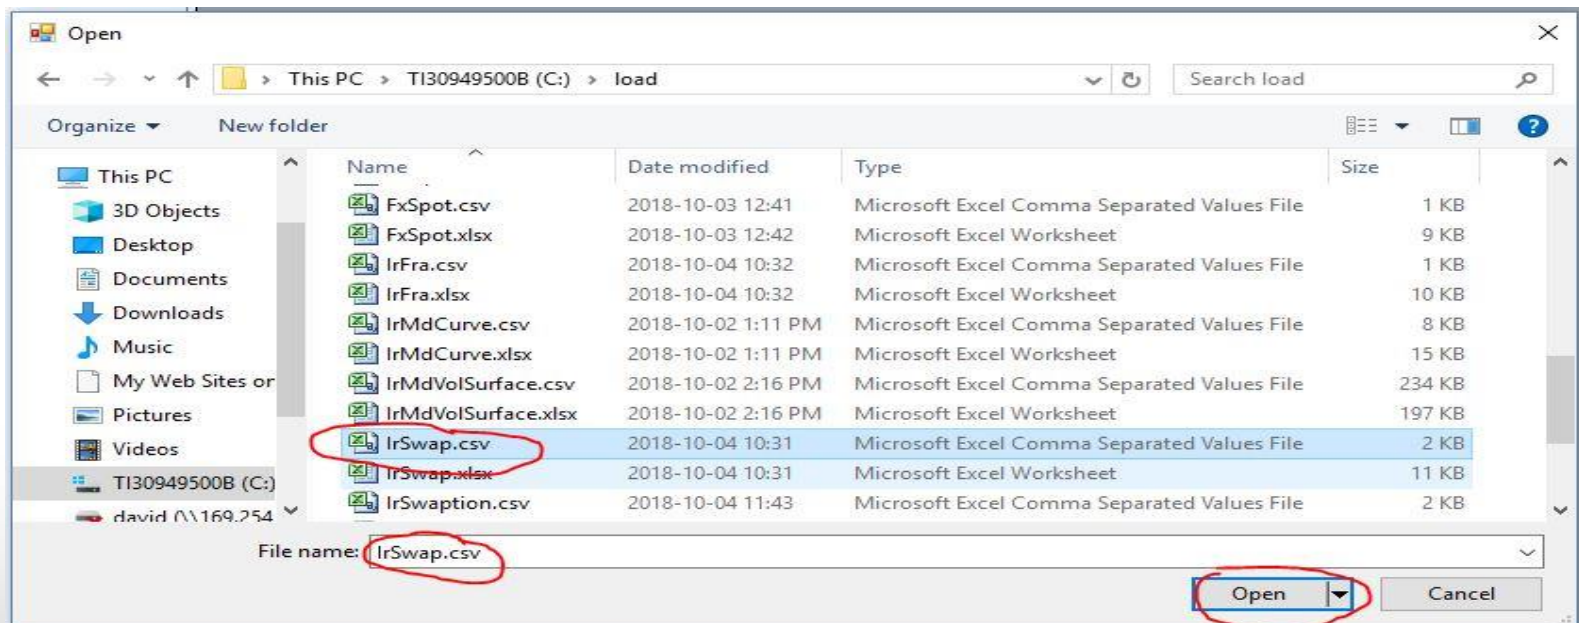 Open
This PC > TI30949500B (C:) > load
Search load
Organize
New folder
Name Date modified Type Size
This PC
3D Objects
Desktop
Documents
Downloads
Music
My Web Sites or
Pictures
Videos
TI30949500B (C:)
david (\\169.254
FxSpot.csv 2018-10-03 12:41 Microsoft Excel Comma Separated Values File 1 KB
FxSpot.xlsx 2018-10-03 12:42 Microsoft Excel Worksheet 9 KB
IrFra.csv 2018-10-04 10:32 Microsoft Excel Comma Separated Values File 1 KB
IrFra.xlsx 2018-10-04 10:32 Microsoft Excel Worksheet 10 KB
IrMdCurve.csv 2018-10-02 1:11 PM Microsoft Excel Comma Separated Values File 8 KB
IrMdCurve.xlsx 2018-10-02 1:11 PM Microsoft Excel Worksheet 15 KB
IrMdVolSurface.csv 2018-10-02 2:16 PM Microsoft Excel Comma Separated Values File 234 KB
IrMdVolSurface.xlsx 2018-10-02 2:16 PM Microsoft Excel Worksheet 197 KB
IrSwap.csv 2018-10-04 10:31 Microsoft Excel Comma Separated Values File 2 KB
IrSwap.xlsx 2018-10-04 10:31 Microsoft Excel Worksheet 11 KB
IrSwaption.csv 2018-10-04 11:43 Microsoft Excel Comma Separated Values File 2 KB
File name: IrSwap.csv
Open Cancel